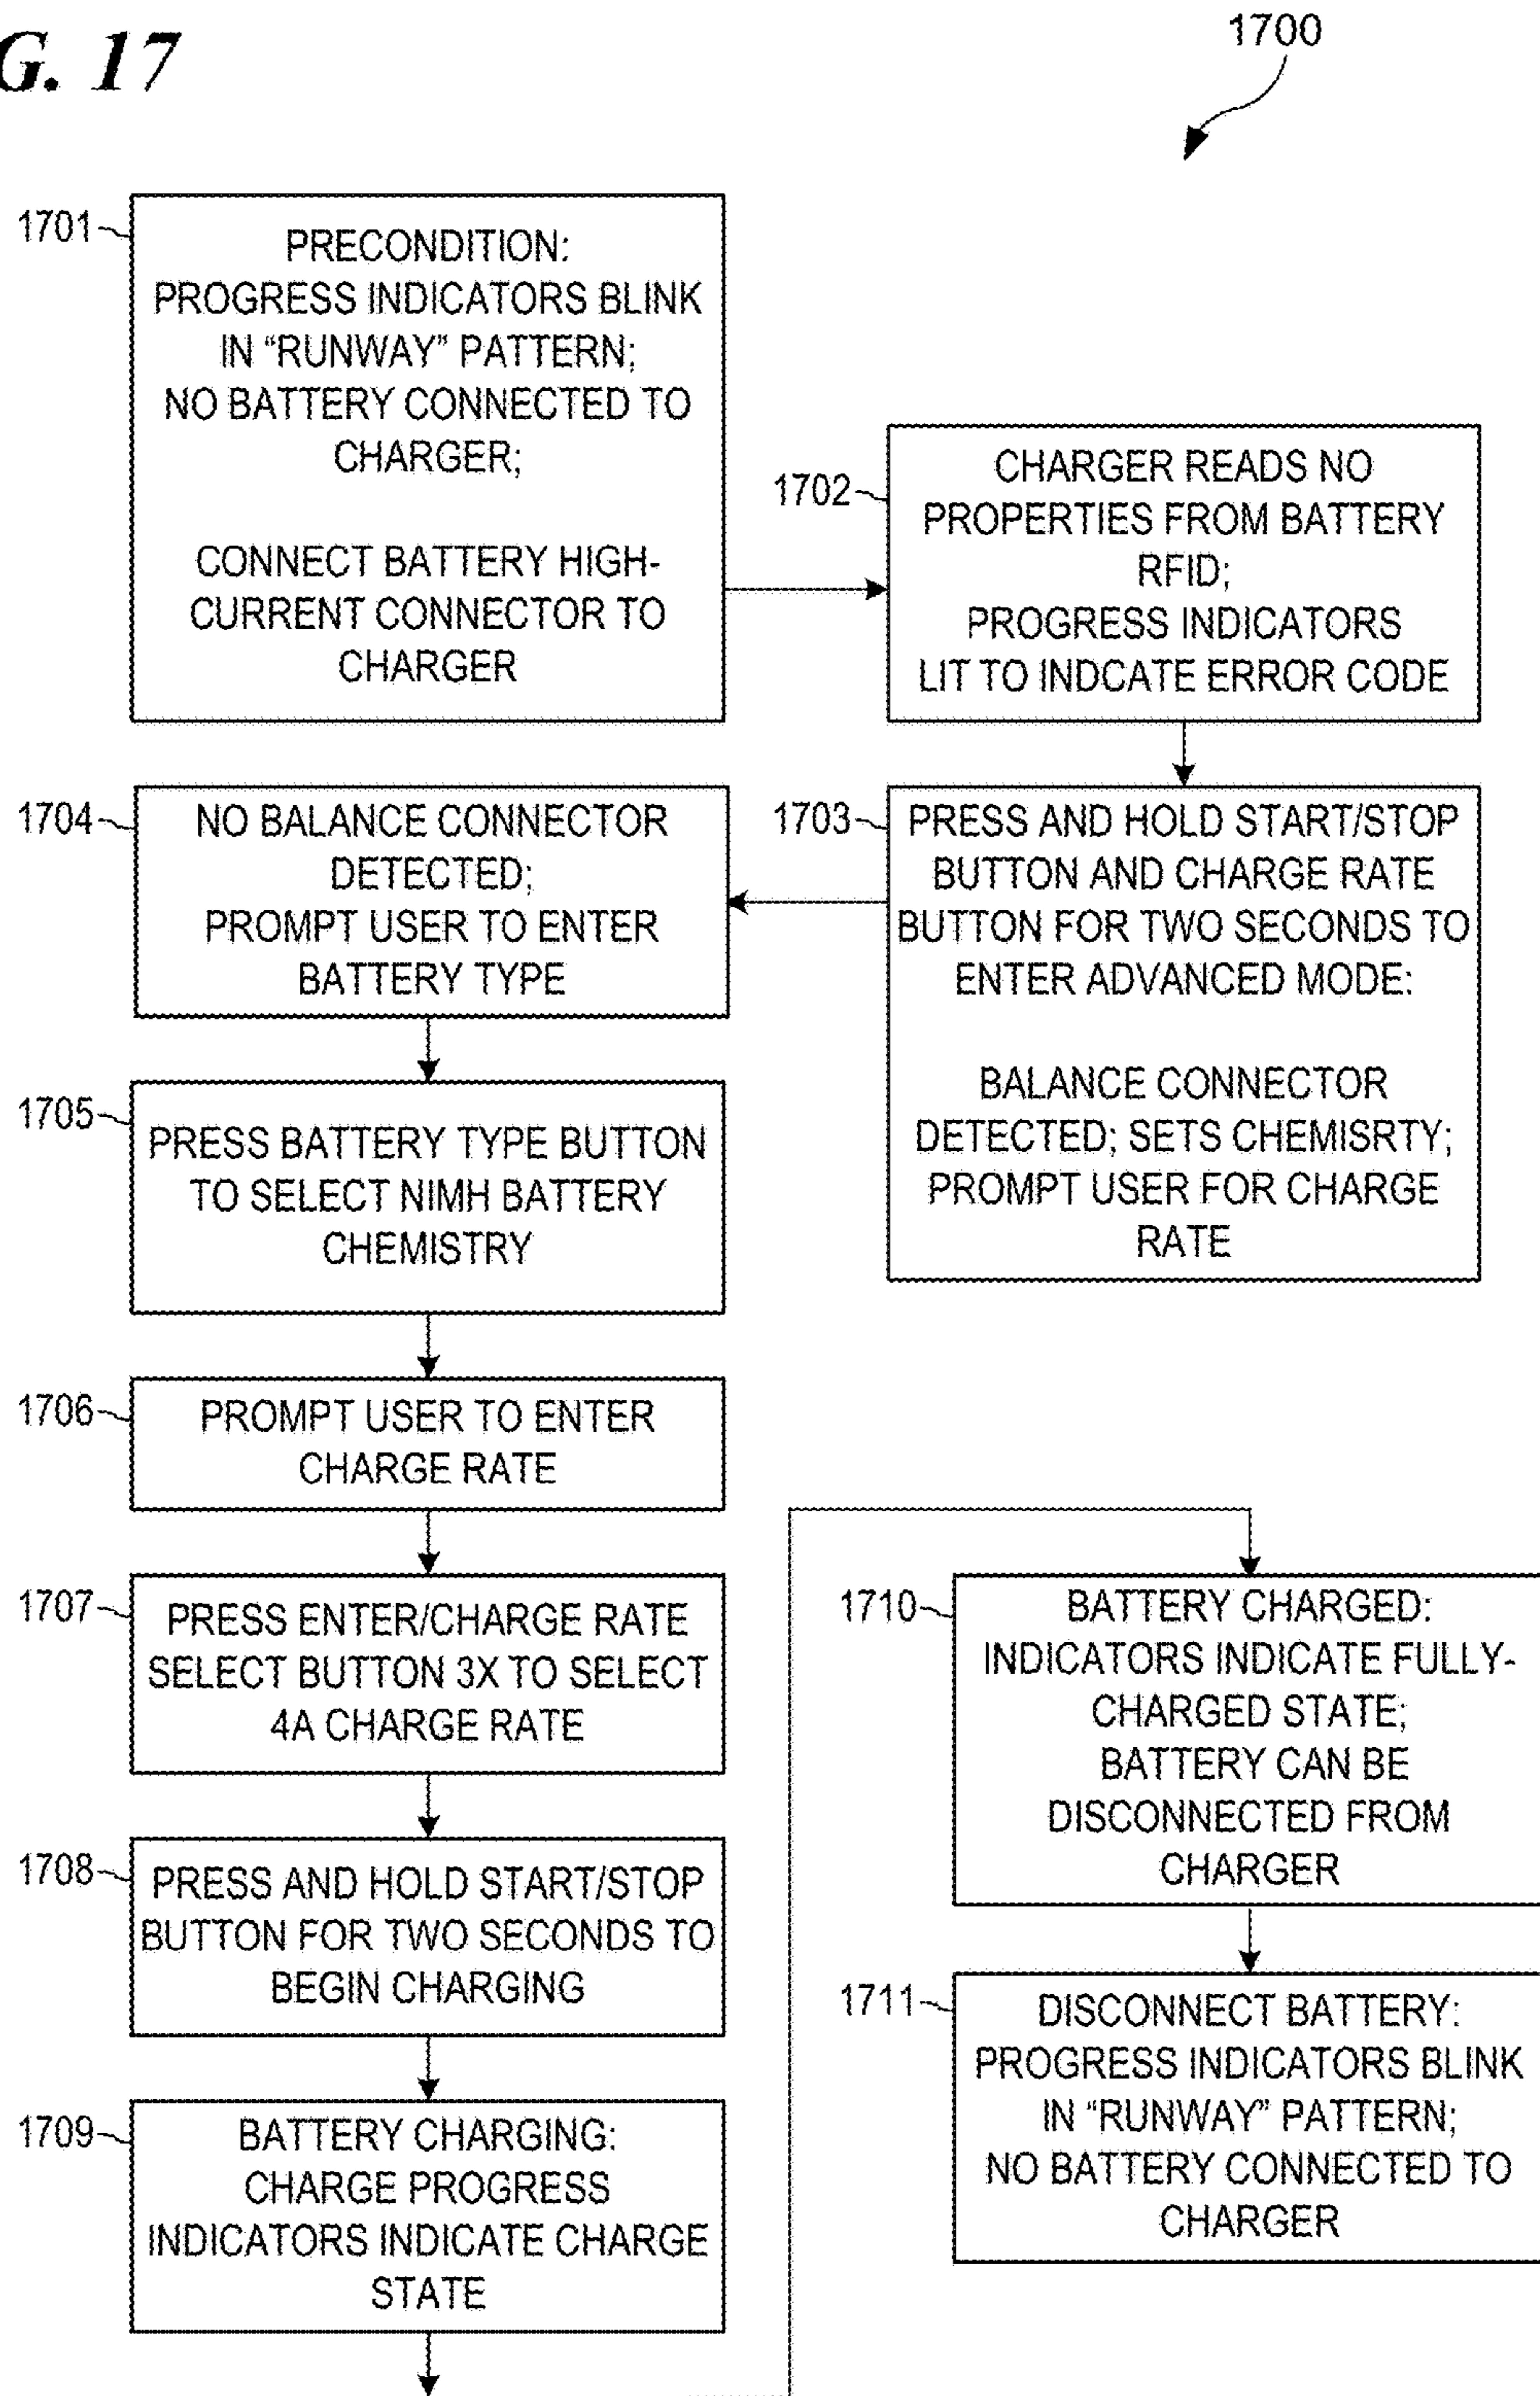 G. 17
1700
1701
PRECONDITION:
PROGRESS INDICATORS BLINK
IN “RUNWAY” PATTERN;
NO BATTERY CONNECTED TO
CHARGER;
CONNECT BATTERY HIGH-
CURRENT CONNECTOR TO
CHARGER
1702
CHARGER READS NO
PROPERTIES FROM BATTERY
RFID;
PROGRESS INDICATORS
LIT TO INDCATE ERROR CODE
1703
PRESS AND HOLD START/STOP
BUTTON AND CHARGE RATE
BUTTON FOR TWO SECONDS TO
ENTER ADVANCED MODE:
BALANCE CONNECTOR
DETECTED; SETS CHEMISRTY;
PROMPT USER FOR CHARGE
RATE
1704
NO BALANCE CONNECTOR
DETECTED;
PROMPT USER TO ENTER
BATTERY TYPE
1705
PRESS BATTERY TYPE BUTTON
TO SELECT NIMH BATTERY
CHEMISTRY
1706
PROMPT USER TO ENTER
CHARGE RATE
1707
PRESS ENTER/CHARGE RATE
SELECT BUTTON 3X TO SELECT
4A CHARGE RATE
1708
PRESS AND HOLD START/STOP
BUTTON FOR TWO SECONDS TO
BEGIN CHARGING
1709
BATTERY CHARGING:
CHARGE PROGRESS
INDICATORS INDICATE CHARGE
STATE
1710
BATTERY CHARGED:
INDICATORS INDICATE FULLY-
CHARGED STATE;
BATTERY CAN BE
DISCONNECTED FROM
CHARGER
1711
DISCONNECT BATTERY:
PROGRESS INDICATORS BLINK
IN “RUNWAY” PATTERN;
NO BATTERY CONNECTED TO
CHARGER